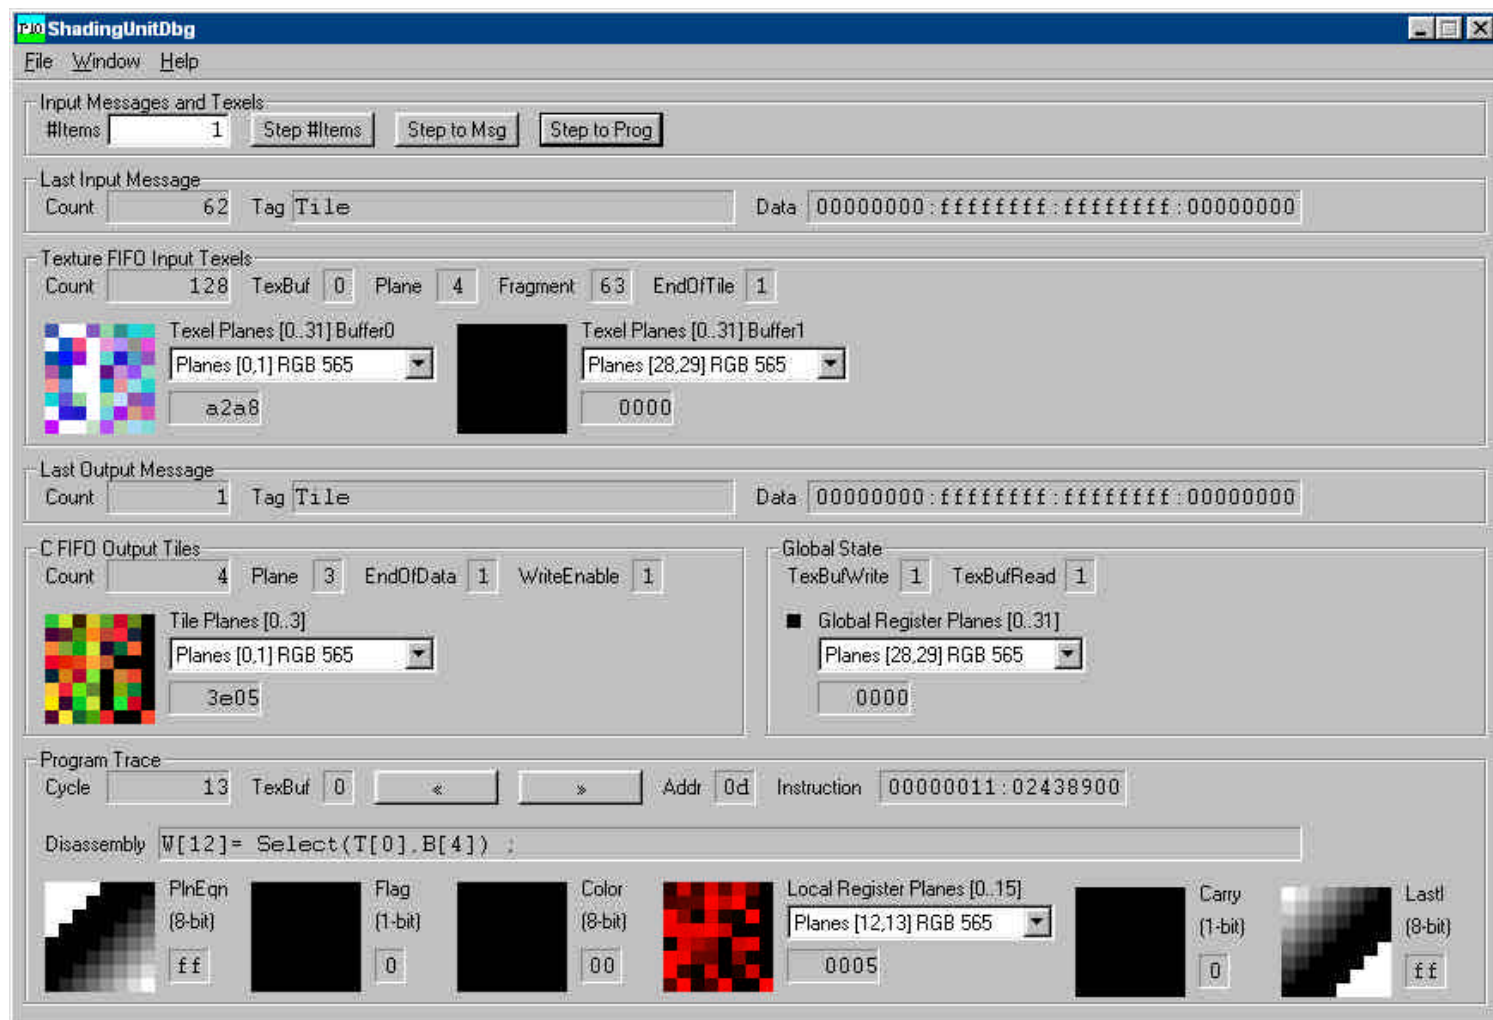 P10 ShadingUnitDbg
File Window Help
Input Messages and Texels
#Items 1 Step #Items Step to Msg Step to Prog
Last Input Message
Count 62 Tag Tile Data 00000000:ffffffff:ffffffff:00000000
Texture FIFO Input Texels
Count 128 TexBuf 0 Plane 4 Fragment 63 EndOfTile 1
Texel Planes [0..31] Buffer0 Texel Planes [0..31] Buffer1
Planes [0,1] RGB 565 Planes [28,29] RGB 565
a2a8 0000
Last Output Message
Count 1 Tag Tile Data 00000000:ffffffff:ffffffff:00000000
C FIFO Output Tiles Global State
Count 4 Plane 3 EndOfData 1 WriteEnable 1 TexBufWrite 1 TexBufRead 1
Tile Planes [0..3] Global Register Planes [0..31]
Planes [0,1] RGB 565 Planes [28,29] RGB 565
3e05 0000
Program Trace
Cycle 13 TexBuf 0 « » Addr 0d Instruction 00000011:02438900
Disassembly W[12]= Select(T[0],B[4]) ;
PlnEqn Flag Color Local Register Planes [0..15] Carry LastI
(8-bit) (1-bit) (8-bit) Planes [12,13] RGB 565 (1-bit) (8-bit)
ff 0 00 0005 0 ff